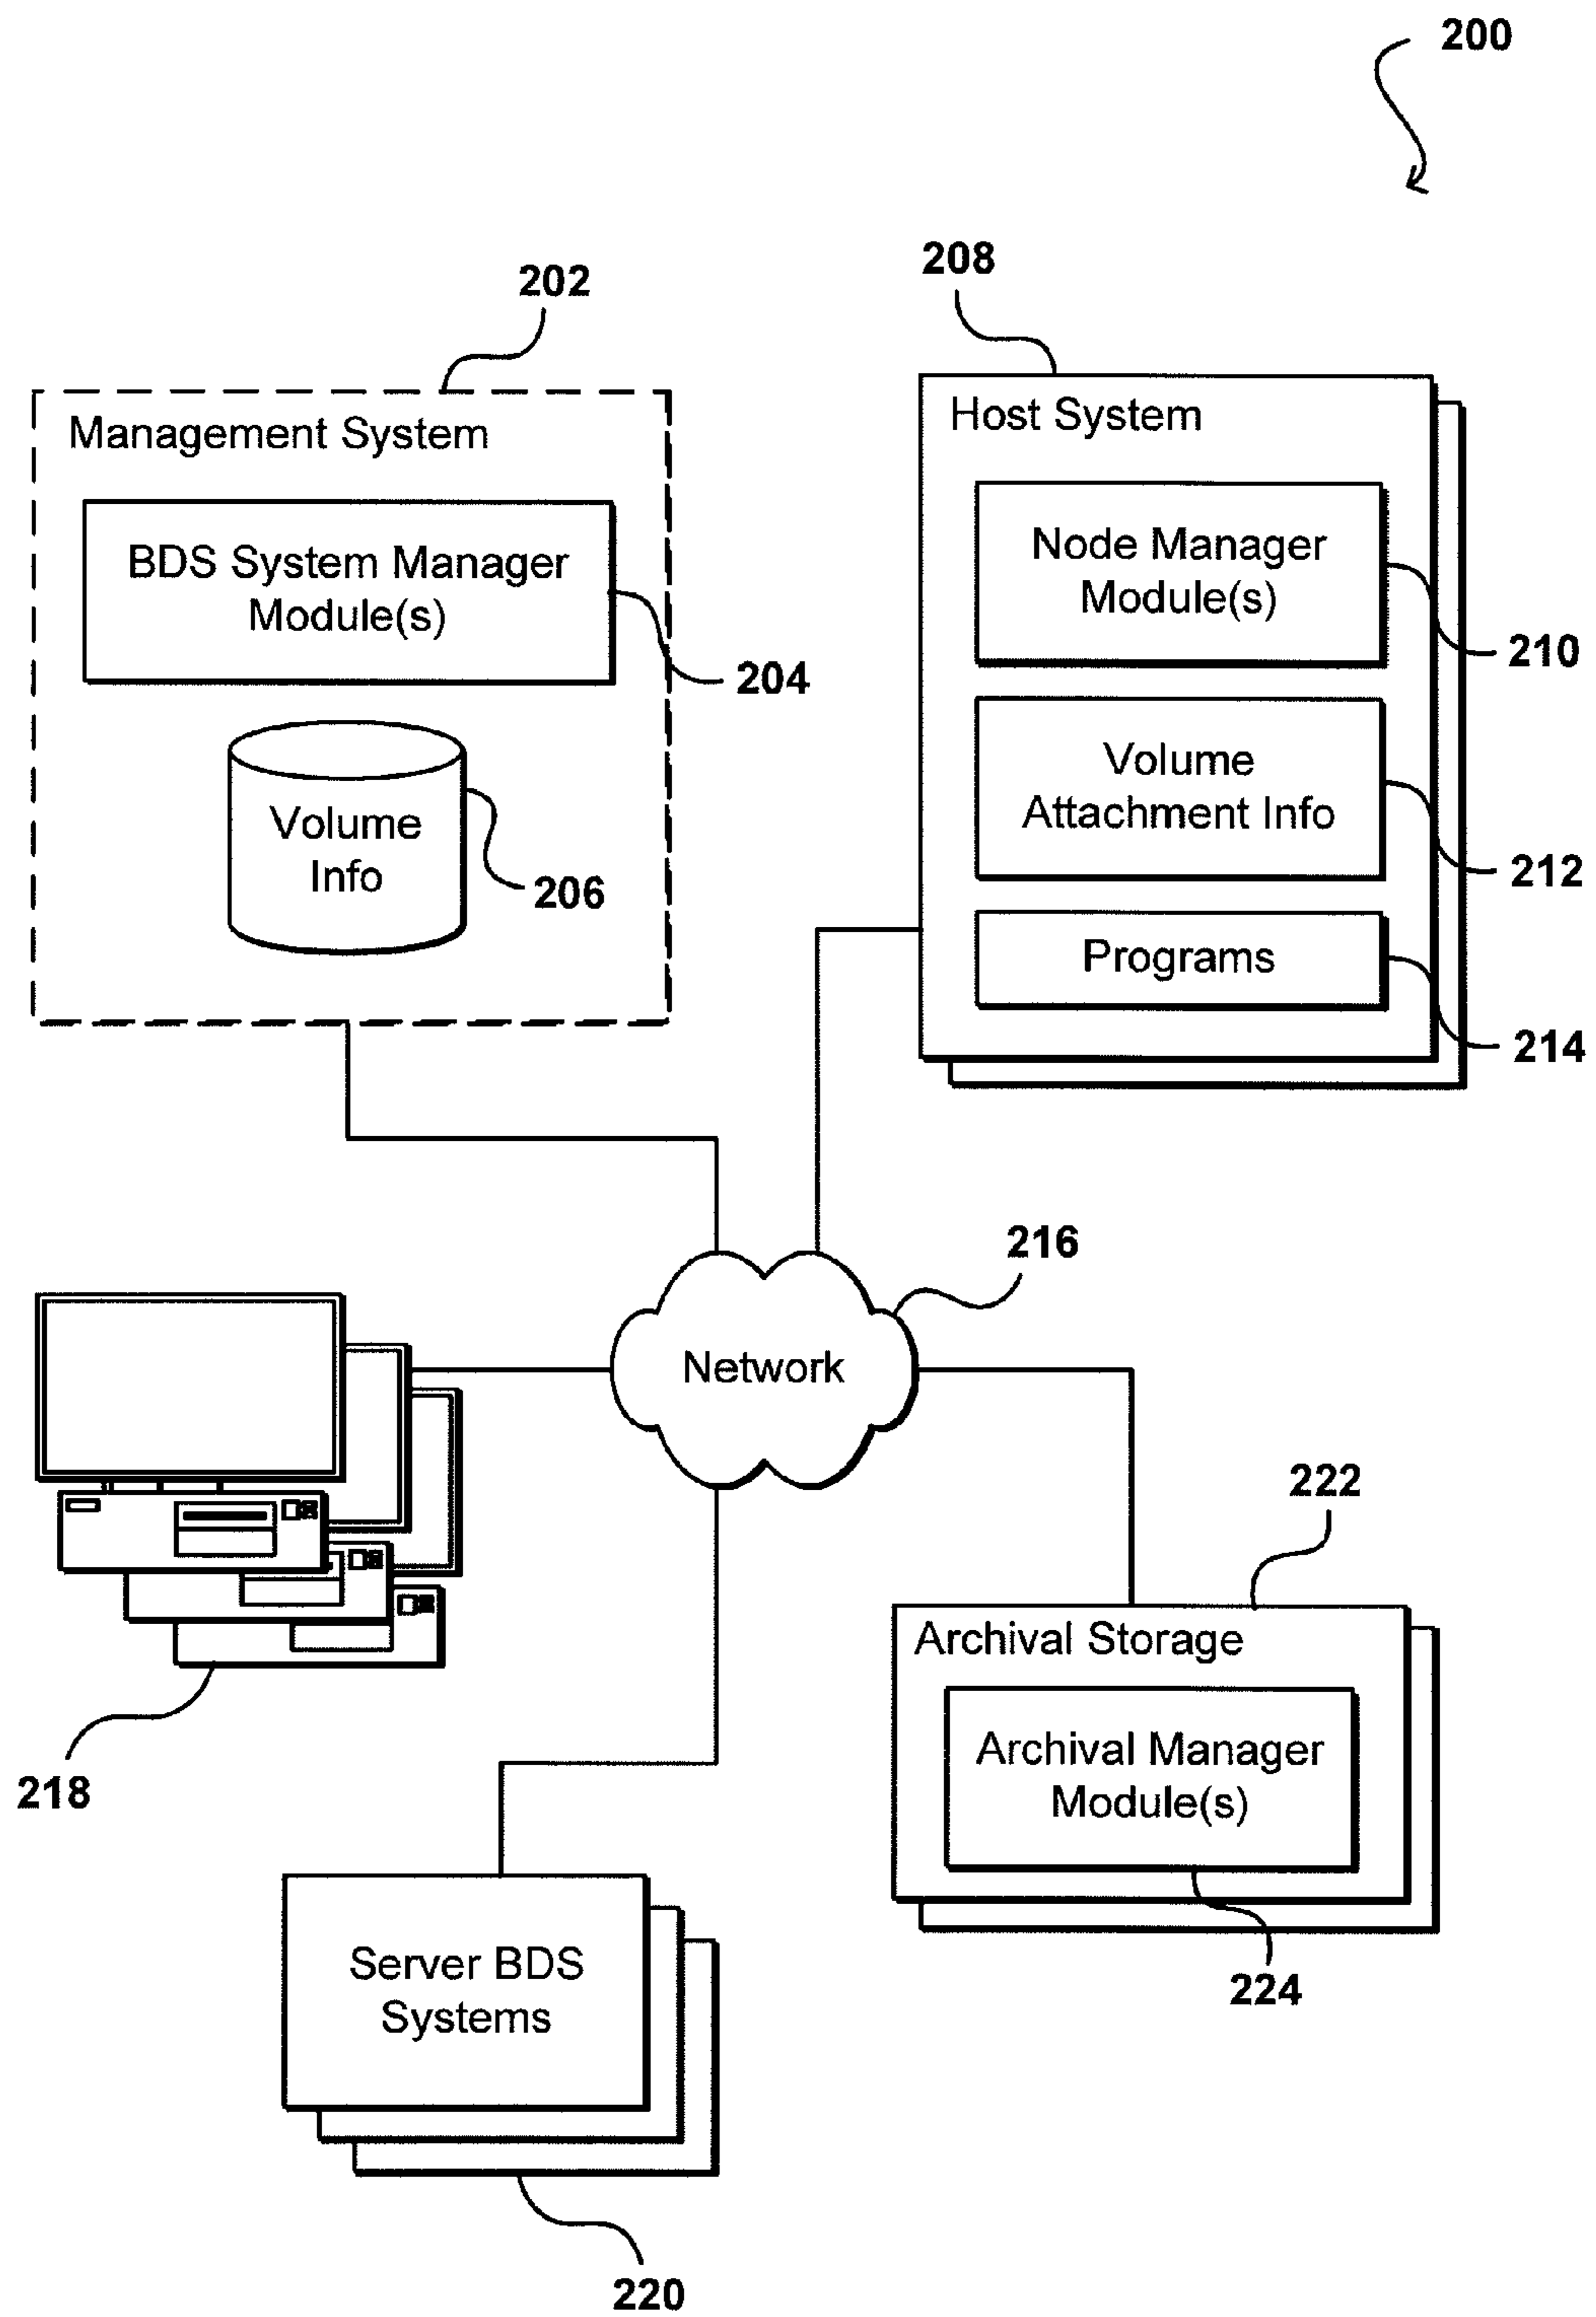 200
202
208
Management System
Host System
BDS System Manager
Module(s)
204
Node Manager
Module(s)
210
Volume
Info
206
Volume
Attachment Info
212
Programs
214
216
Network
218
222
Archival Storage
Archival Manager
Module(s)
224
Server BDS
Systems
220